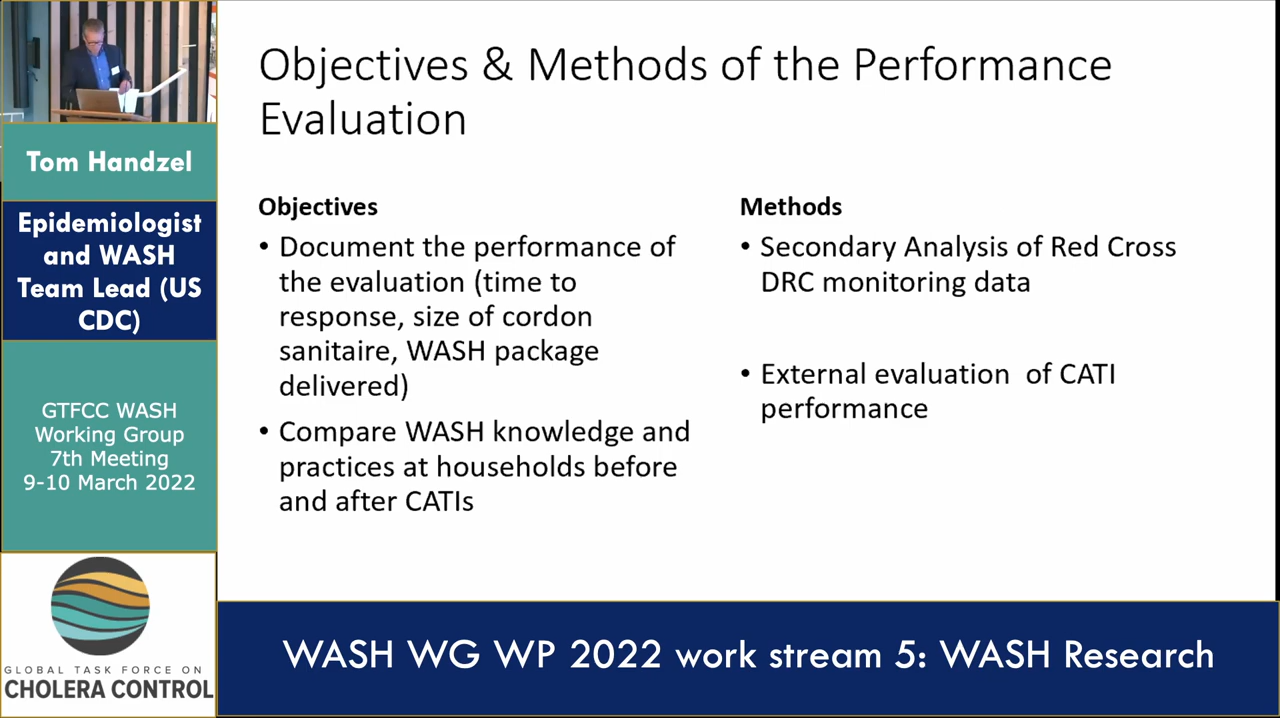 Objectives & Methods of the Performance
Evaluation
Tom Handzel
Epidemiologist
and WASH
Team Lead (US
CDC)
GTFCC WASH
Working Group
7th Meeting
9-10 March 2022
GLOBAL TASK FORCE ON
CHOLERA CONTROL
Objectives
• Document the performance of
the evaluation (time to
response, size of cordon
sanitaire, WASH package
delivered)
• Compare WASH knowledge and
practices at households before
and after CATIs
Methods
• Secondary Analysis of Red Cross
DRC monitoring data
• External evaluation of CATI
performance
WASH WG WP 2022 work stream 5: WASH Research